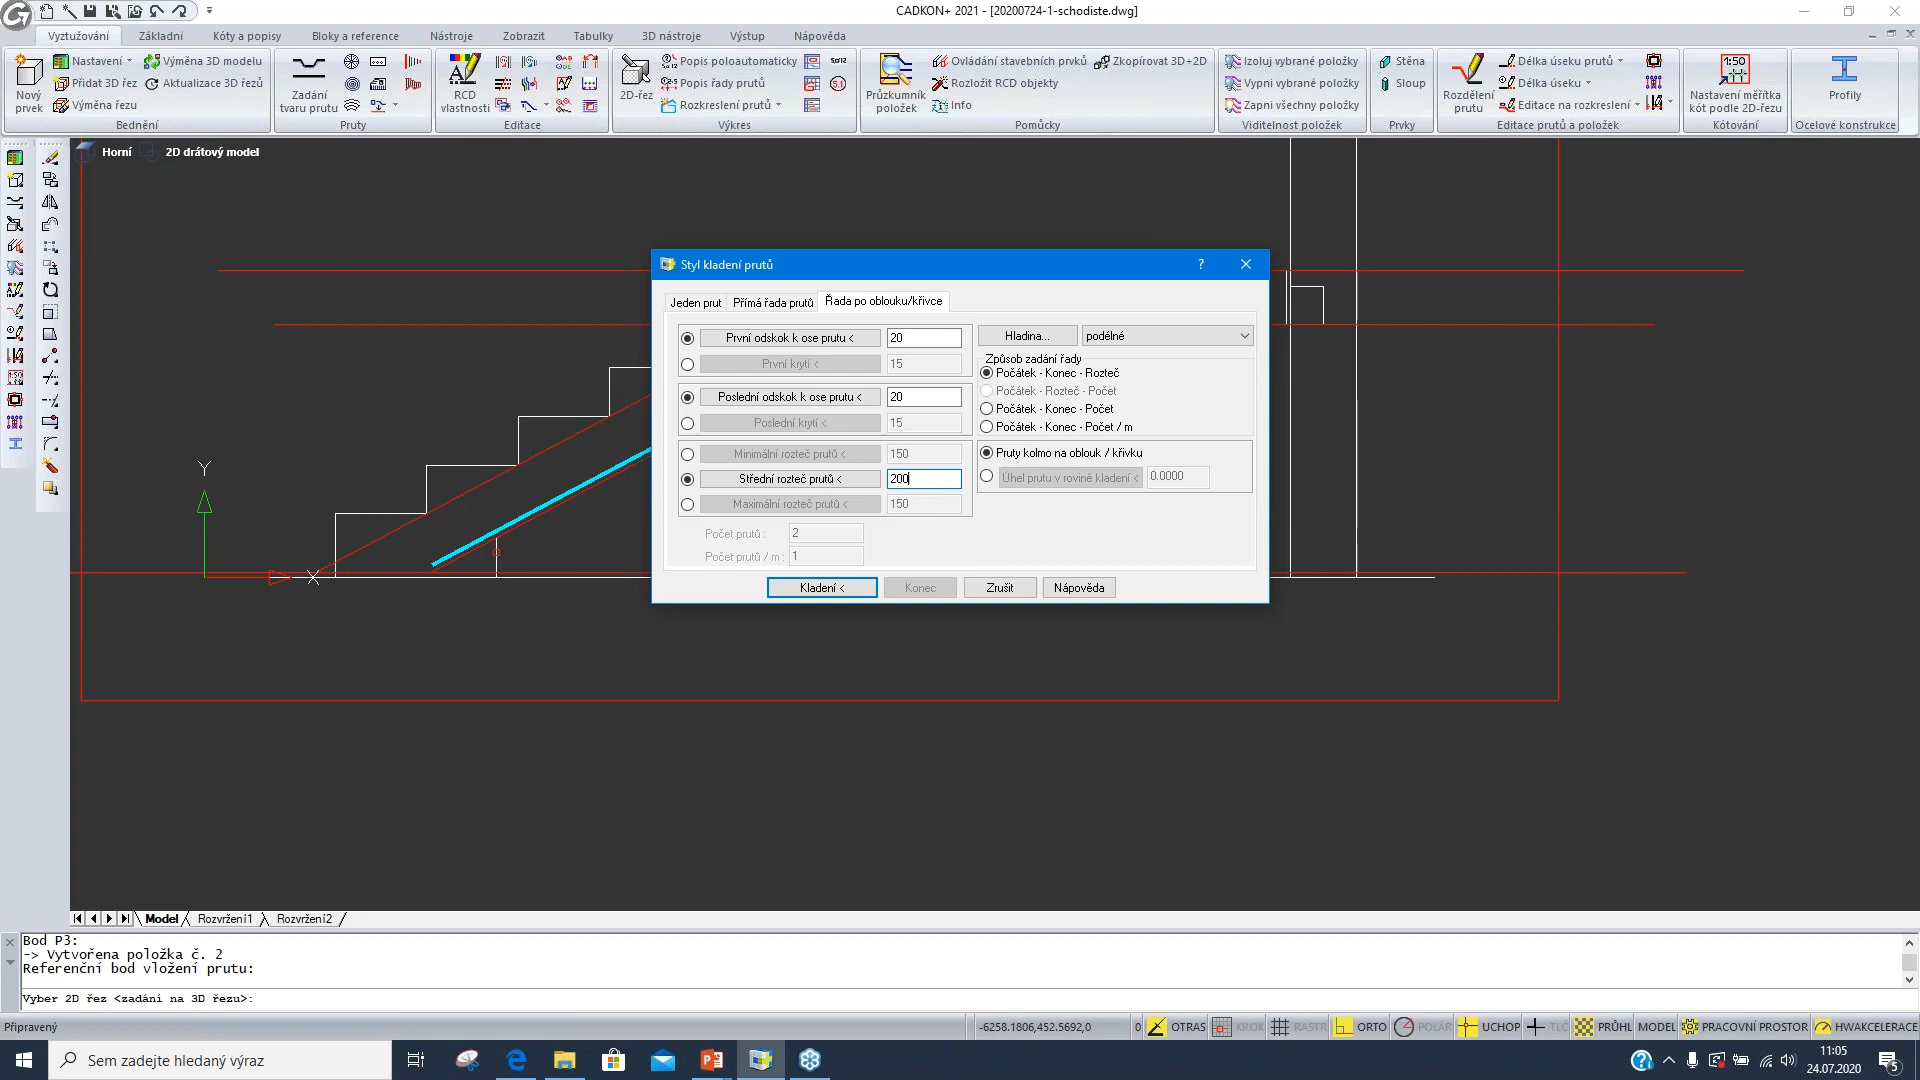 CADKON+ 2021 - [20200724-1-schodiste.dwg]
Vyztužování Základní Kóty a popisy Bloky a reference Nástroje Zobrazit Tabulky 3D nástroje Výstup Nápověda
Nový prvek
Nastavení
Přidat 3D řez
Výměna řezu
Výměna 3D modelu
Aktualizace 3D řezů
Bednění
Zadání tvaru prutu
Pruty
RCD vlastnosti
Editace
2D-řez
Popis poloautomaticky
Popis řady prutů
Rozkreslení prutů
Výkres
Průzkumník položek
Ovládání stavebních prvků
Rozložit RCD objekty
Info
Zkopírovat 3D+2D
Pomůcky
Izoluj vybrané položky
Vypni vybrané položky
Zapni všechny položky
Viditelnost položek
Stěna
Sloup
Prvky
Rozdělení prutu
Délka úseku prutů
Délka úseku
Editace na rozkreslení
Editace prutů a položek
1:50
Nastavení měřítka kót podle 2D-řezu
Kótování
Profily
Ocelové konstrukce
Horní 2D drátový model
Y
X
Styl kladení prutů
? ×
Jeden prut Přímá řada prutů Řada po oblouku/křivce
První odskok k ose prutu < 20
První krytí < 15
Poslední odskok k ose prutu < 20
Poslední krytí < 15
Minimální rozteč prutů < 150
Střední rozteč prutů < 200
Maximální rozteč prutů < 150
Počet prutů : 2
Počet prutů / m : 1
Hladina... podélné
Způsob zadání řady
Počátek - Konec - Rozteč
Počátek - Rozteč - Počet
Počátek - Konec - Počet
Počátek - Konec - Počet / m
Pruty kolmo na oblouk / křivku
Úhel prutu v rovině kladení < 0.0000
Kladení < Konec Zrušit Nápověda
Model Rozvržení1 Rozvržení2
Bod P3:
-> Vytvořena položka č. 2
Referenční bod vložení prutu:
Vyber 2D řez <zadání na 3D řezu>:
Připravený -6258.1806,452.5692,0 0 OTRAS KROK RASTR ORTO POLÁR UCHOP TLČ PRŮHL MODEL PRACOVNÍ PROSTOR HWAKCELERACE
Sem zadejte hledaný výraz
11:05
24.07.2020
5